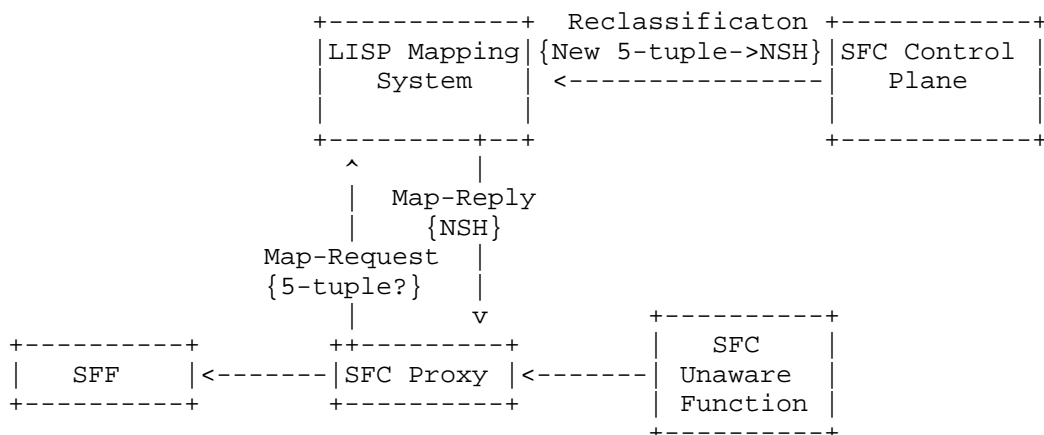 Reclassificaton
LISP Mapping {New 5-tuple->NSH} SFC Control
System <---------------- Plane
Map-Reply
{NSH}
Map-Request
{5-tuple?}
v
SFC
SFF <-------SFC Proxy <------- Unaware
Function